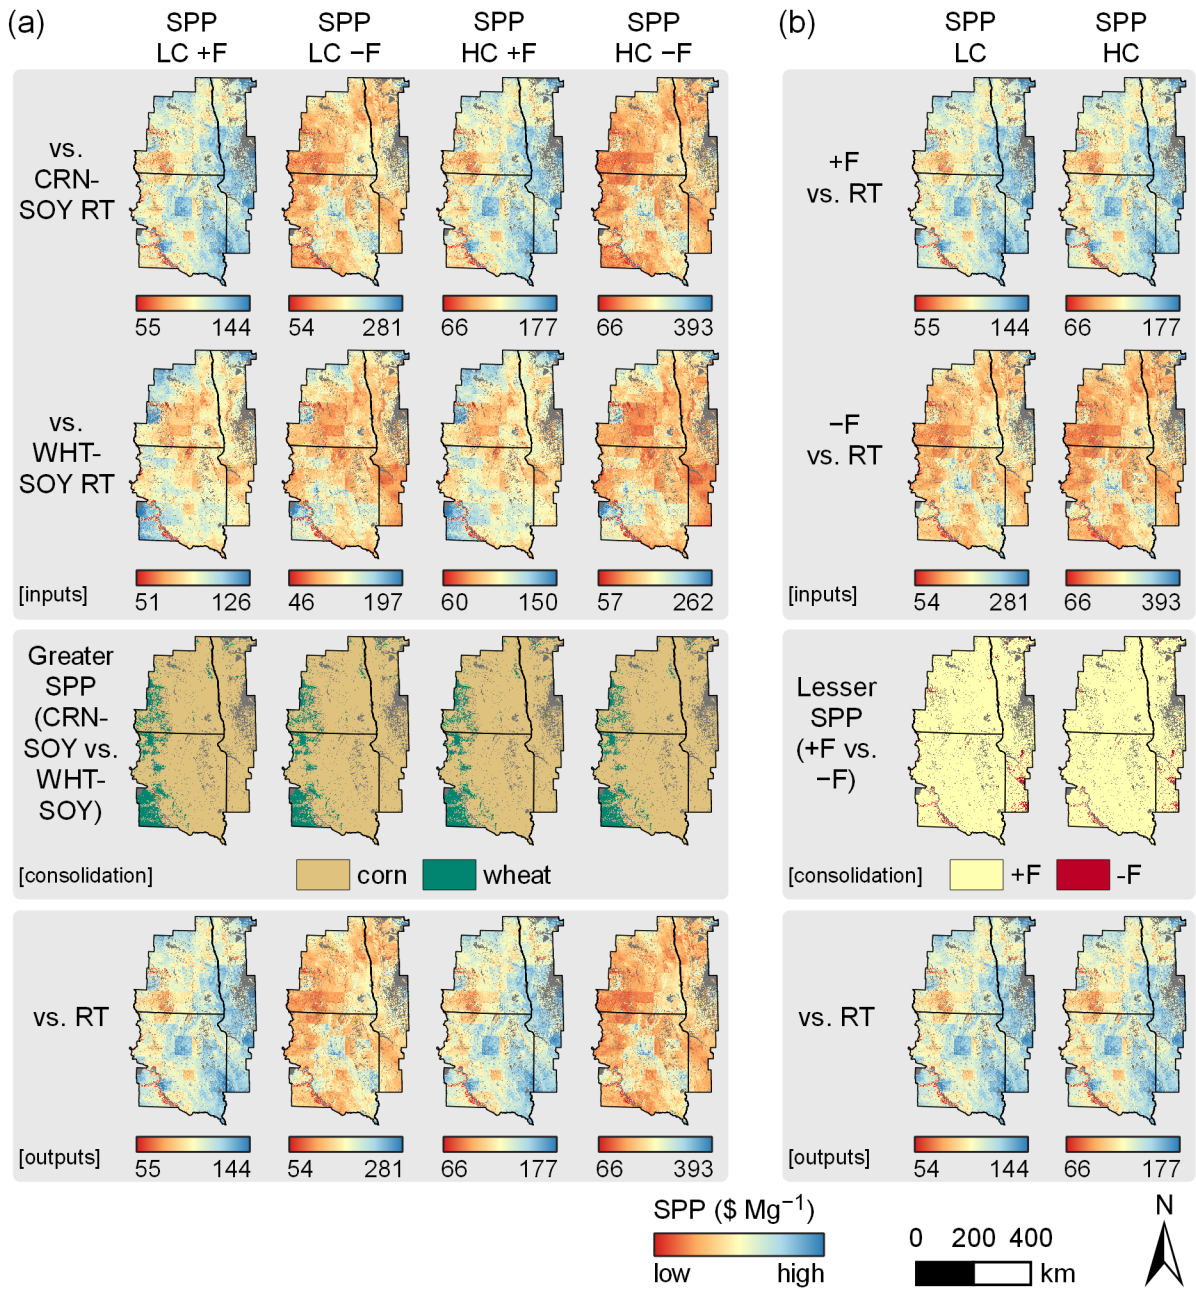 (a)
SPP
LC +F
SPP
LC −F
SPP
HC +F
SPP
HC −F
vs.
CRN-
SOY RT
55 144
54 281
66 177
66 393
vs.
WHT-
SOY RT
[inputs]
51 126
46 197
60 150
57 262
Greater
SPP
(CRN-
SOY vs.
WHT-
SOY)
[consolidation]
corn
wheat
vs. RT
[outputs]
55 144
54 281
66 177
66 393
(b)
SPP
LC
SPP
HC
+F
vs. RT
55 144
66 177
−F
vs. RT
[inputs]
54 281
66 393
Lesser
SPP
(+F vs.
−F)
[consolidation]
+F
-F
vs. RT
[outputs]
54 144
66 177
SPP ($ Mg⁻¹)
low high
0 200 400
km
N